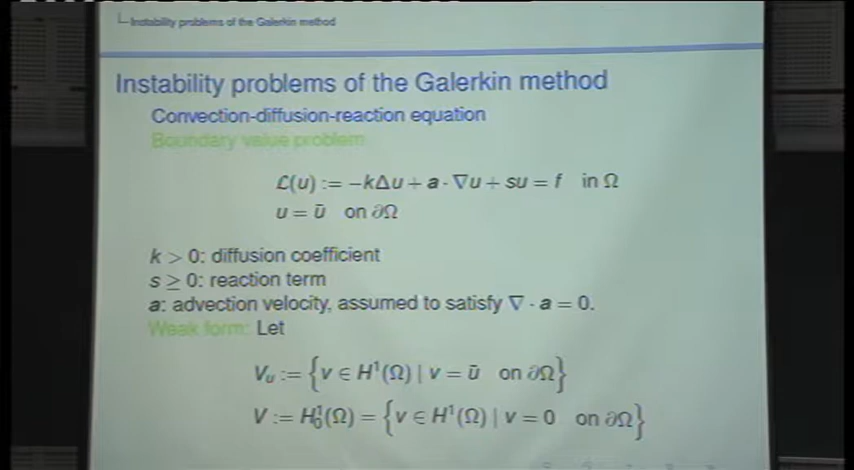 Instability problems of the Galerkin method
Instability problems of the Galerkin method
Convection-diffusion-reaction equation
Boundary value problem
ℒ(u) := −kΔu + a · ∇u + su = f in Ω
u = ū on ∂Ω
k > 0: diffusion coefficient
s ≥ 0: reaction term
a: advection velocity, assumed to satisfy ∇ · a = 0.
Weak form: Let
Vᵤ := {v ∈ H¹(Ω) | v = ū on ∂Ω}
V := H¹₀(Ω) = {v ∈ H¹(Ω) | v = 0 on ∂Ω}